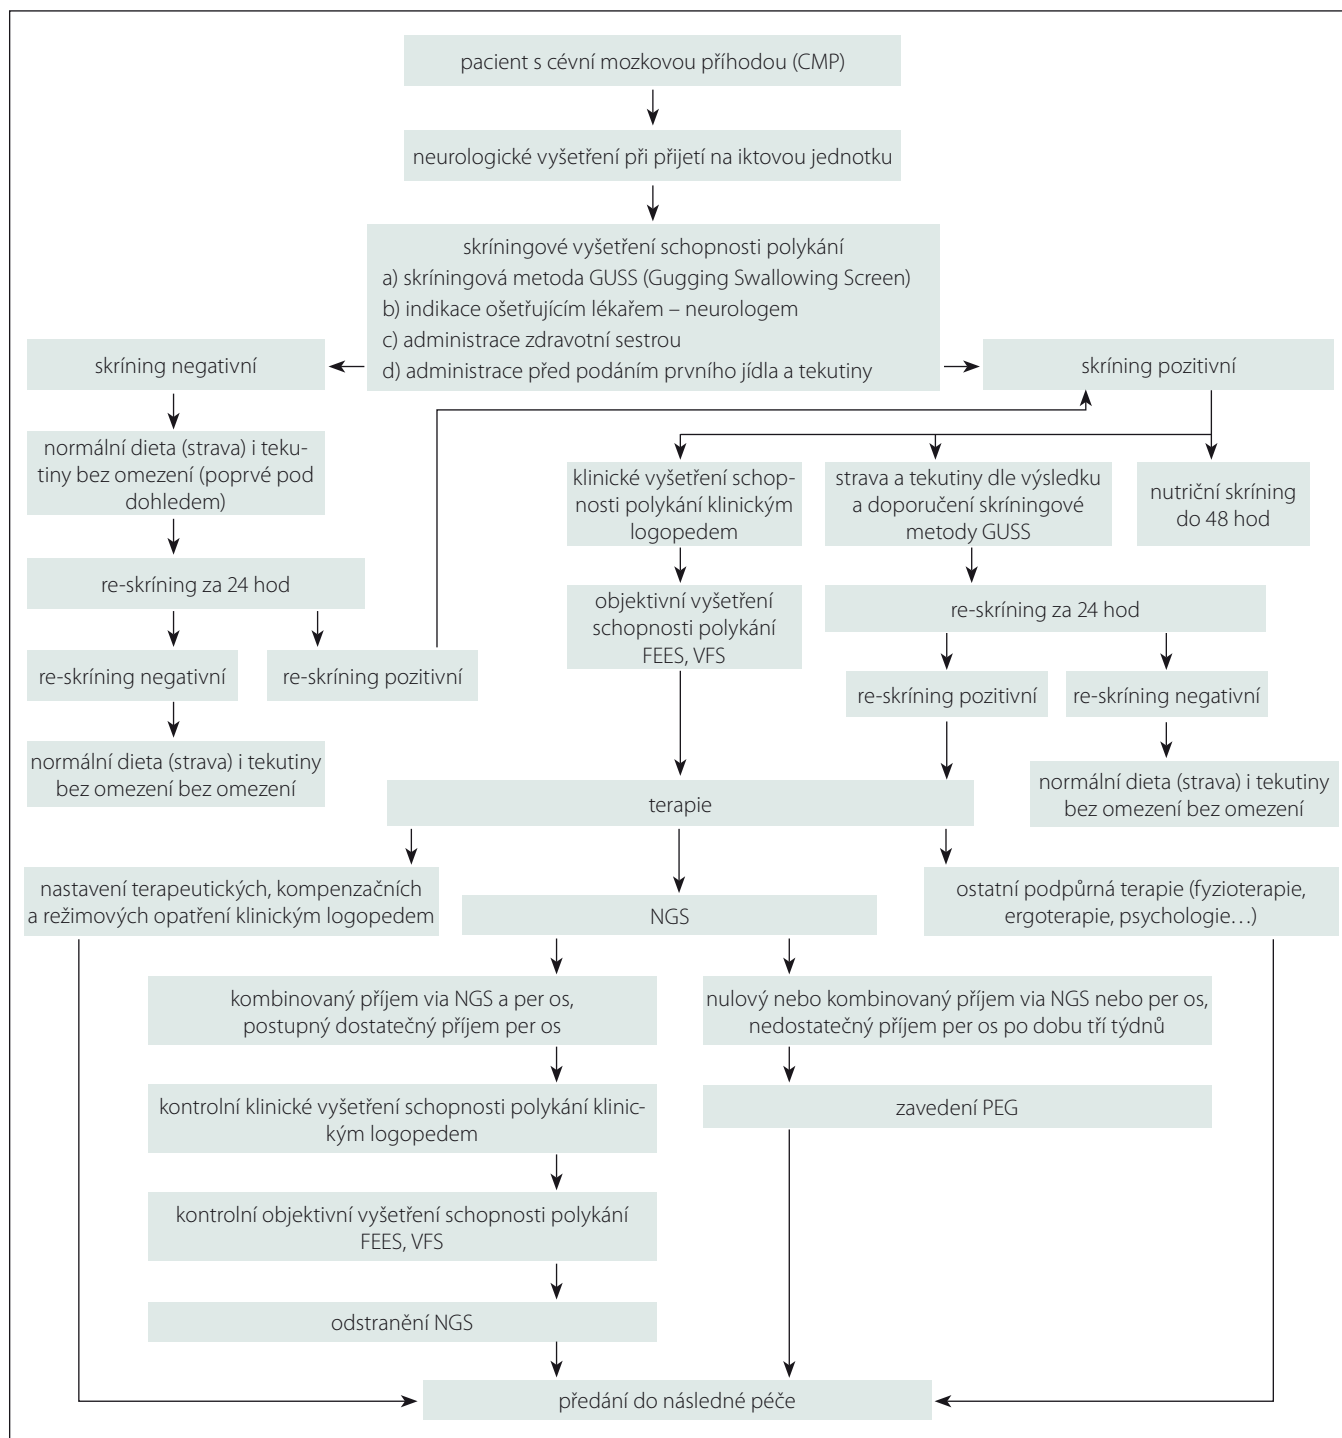 pacient s cévní mozkovou příhodou (CMP)
neurologické vyšetření při přijetí na iktovou jednotku
skríningové vyšetření schopnosti polykání
a) skríningová metoda GUSS (Gugging Swallowing Screen)
b) indikace ošetřujícím lékařem – neurologem
c) administrace zdravotní sestrou
d) administrace před podáním prvního jídla a tekutiny
skríning negativní
skríning pozitivní
normální dieta (strava) i teku-
tiny bez omezení (poprvé pod
dohledem)
klinické vyšetření schop-
nosti polykání klinickým
logopedem
strava a tekutiny dle výsledku
a doporučení skríningové
metody GUSS
nutriční skríning
do 48 hod
re-skríning za 24 hod
objektivní vyšetření
schopnosti polykání
FEES, VFS
re-skríning za 24 hod
re-skríning negativní
re-skríning pozitivní
re-skríning pozitivní
re-skríning negativní
normální dieta (strava) i tekutiny
bez omezení bez omezení
normální dieta (strava) i tekutiny
bez omezení bez omezení
terapie
nastavení terapeutických, kompenzačních
a režimových opatření klinickým logopedem
NGS
ostatní podpůrná terapie (fyzioterapie,
ergoterapie, psychologie…)
kombinovaný příjem via NGS a per os,
postupný dostatečný příjem per os
nulový nebo kombinovaný příjem via NGS nebo per os,
nedostatečný příjem per os po dobu tří týdnů
kontrolní klinické vyšetření schopnosti polykání klinic-
kým logopedem
zavedení PEG
kontrolní objektivní vyšetření schopnosti polykání
FEES, VFS
odstranění NGS
předání do následné péče